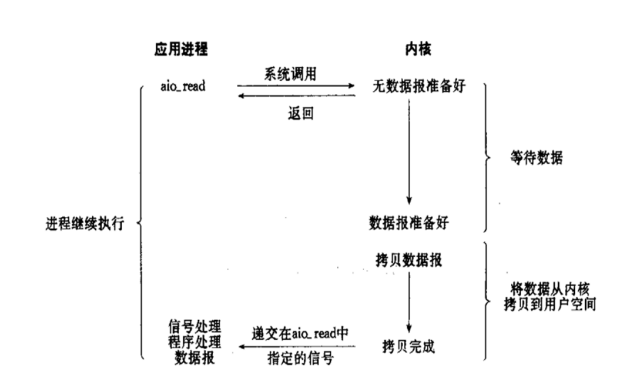 应用进程
内核
aio_read
系统调用
无数据报准备好
返回
等待数据
进程继续执行
数据报准备好
拷贝数据报
将数据从内核
拷贝到用户空间
信号处理
程序处理
数据报
递交在aio_read中
指定的信号
拷贝完成